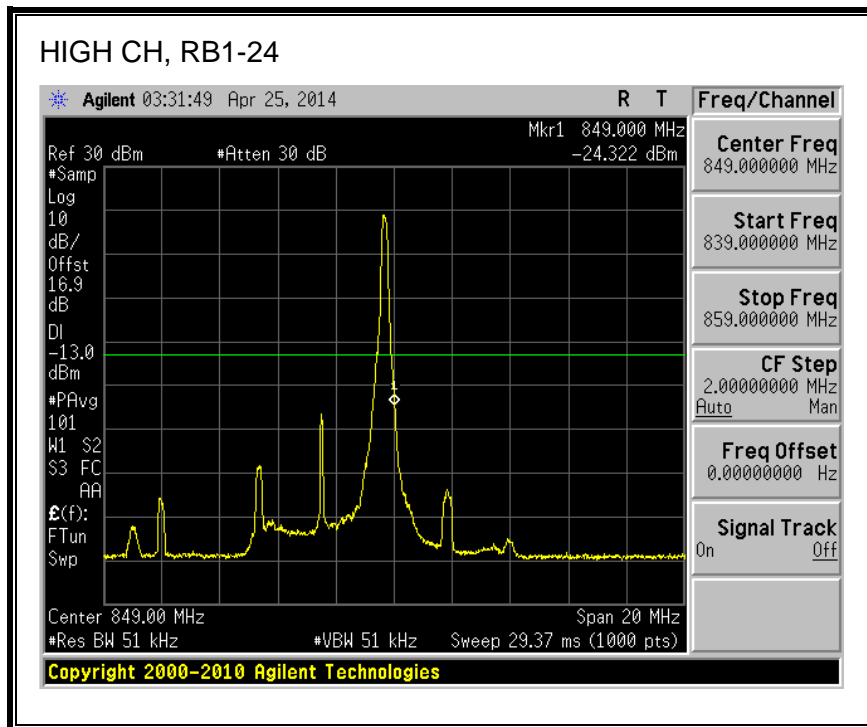 HIGH CH, RB1-24
Agilent 03:31:49 Apr 25, 2014 R T
Freq/Channel
Mkr1 849.000 MHz
Ref 30 dBm #Atten 30 dB -24.322 dBm
#Samp
Log
10
dB/
Offst
16.9
dB
DI
-13.0
dBm
#PAvg
101
W1 S2
S3 FC
AA
£(f):
FTun
Swp
1
Center 849.00 MHz Span 20 MHz
#Res BW 51 kHz #VBW 51 kHz Sweep 29.37 ms (1000 pts)
Center Freq
849.000000 MHz
Start Freq
839.000000 MHz
Stop Freq
859.000000 MHz
CF Step
2.00000000 MHz
Auto Man
Freq Offset
0.00000000 Hz
Signal Track
On Off
Copyright 2000-2010 Agilent Technologies